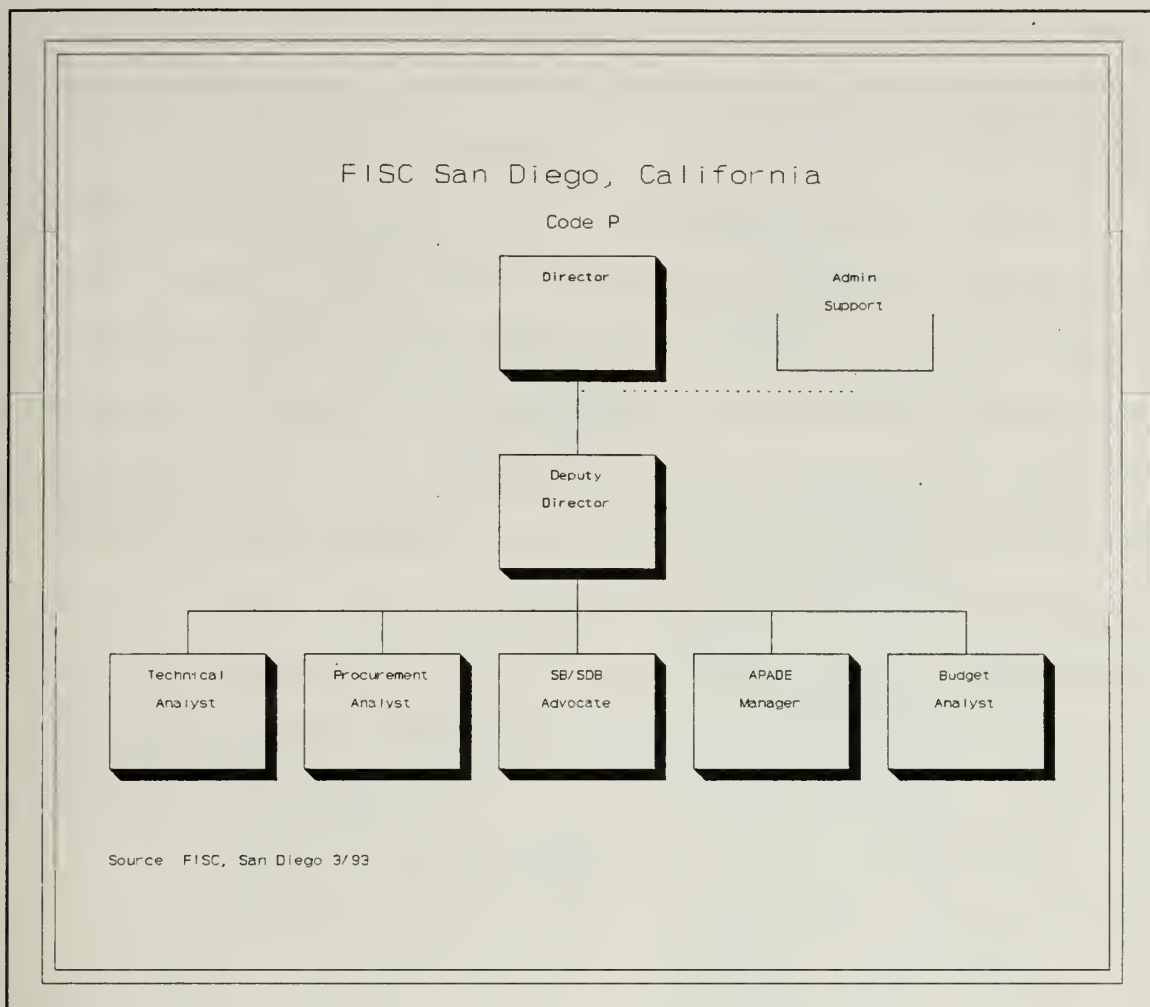 FISC San Diego, California
Code P
Director
Admin
Support
Deputy
Director
Technical
Analyst
Procurement
Analyst
SB/SDB
Advocate
APADE
Manager
Budget
Analyst
Source FISC, San Diego 3/93